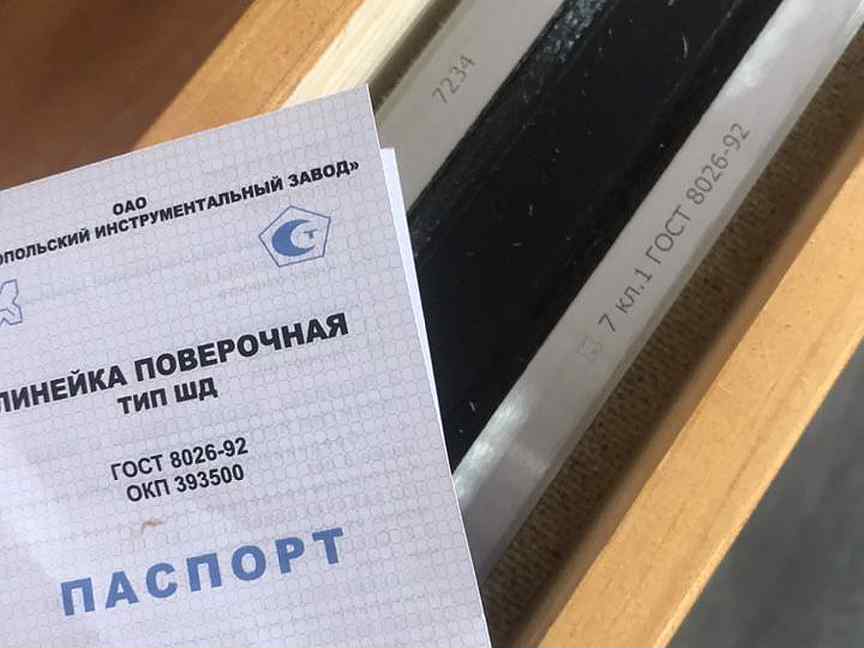 ОАО
ИНСТРУМЕНТАЛЬНЫЙ ЗАВОД»
ЛИНЕЙКА ПОВЕРОЧНАЯ
ТИП ШД
ГОСТ 8026-92
ОКП 393500
ПАСПОРТ
7234
7 кл.1 ГОСТ 8026-92